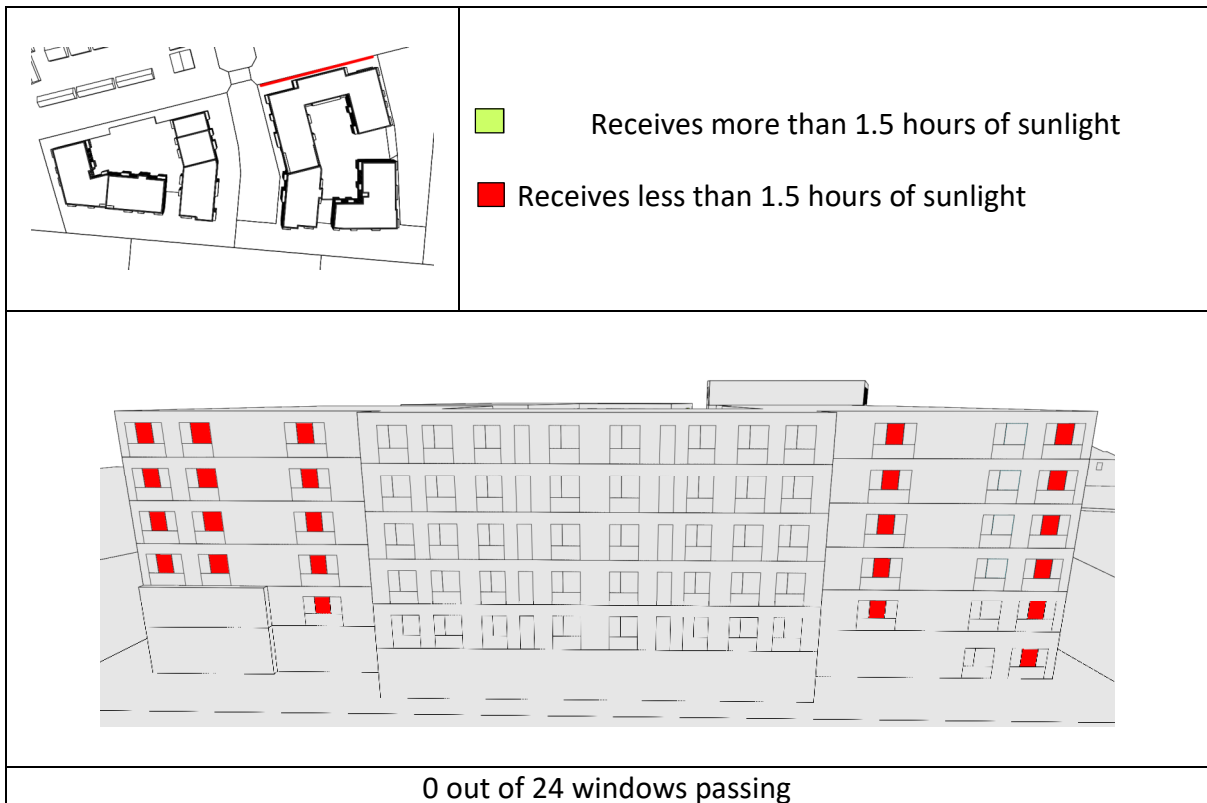 Receives more than 1.5 hours of sunlight
Receives less than 1.5 hours of sunlight
0 out of 24 windows passing